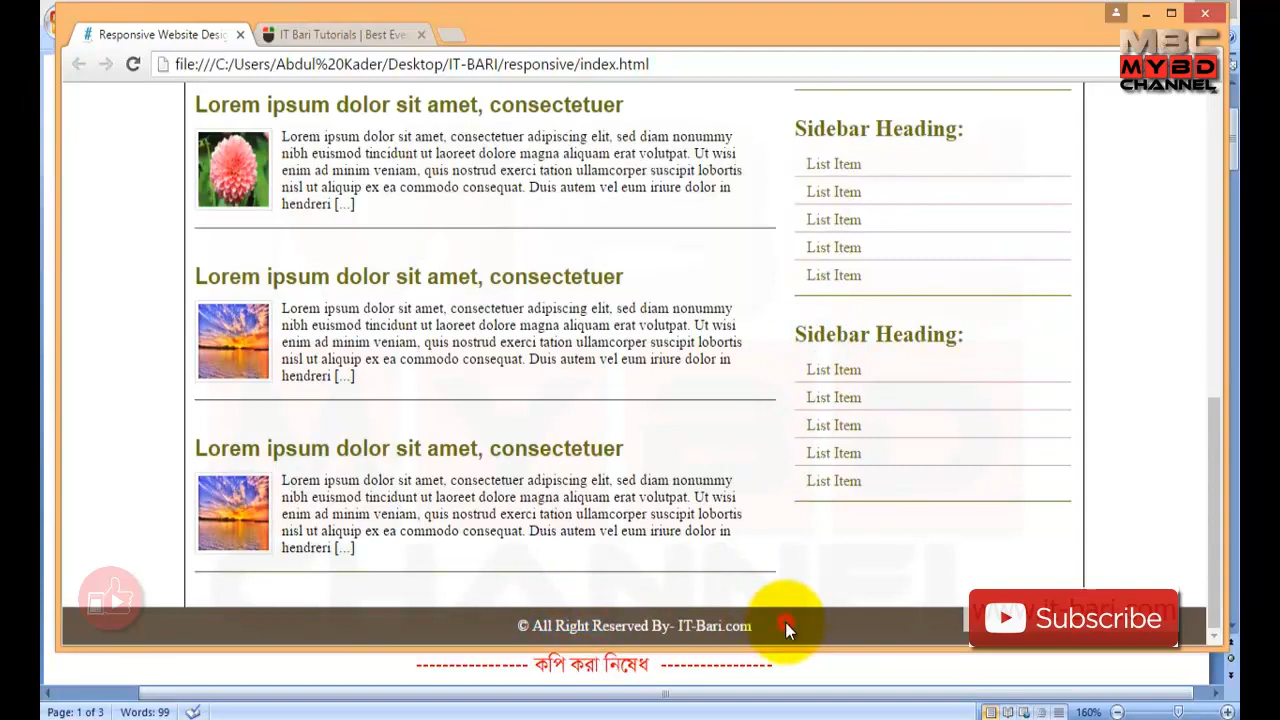 Responsive Website Desi
IT Bari Tutorials | Best Eve
MBC
MYBD
CHANNEL
file:///C:/Users/Abdul%20Kader/Desktop/IT-BARI/responsive/index.html
Lorem ipsum dolor sit amet, consectetuer
Lorem ipsum dolor sit amet, consectetuer adipiscing elit, sed diam nonummy
nibh euismod tincidunt ut laoreet dolore magna aliquam erat volutpat. Ut wisi
enim ad minim veniam, quis nostrud exerci tation ullamcorper suscipit lobortis
nisl ut aliquip ex ea commodo consequat. Duis autem vel eum iriure dolor in
hendreri [...]
Lorem ipsum dolor sit amet, consectetuer
Lorem ipsum dolor sit amet, consectetuer adipiscing elit, sed diam nonummy
nibh euismod tincidunt ut laoreet dolore magna aliquam erat volutpat. Ut wisi
enim ad minim veniam, quis nostrud exerci tation ullamcorper suscipit lobortis
nisl ut aliquip ex ea commodo consequat. Duis autem vel eum iriure dolor in
hendreri [...]
Lorem ipsum dolor sit amet, consectetuer
Lorem ipsum dolor sit amet, consectetuer adipiscing elit, sed diam nonummy
nibh euismod tincidunt ut laoreet dolore magna aliquam erat volutpat. Ut wisi
enim ad minim veniam, quis nostrud exerci tation ullamcorper suscipit lobortis
nisl ut aliquip ex ea commodo consequat. Duis autem vel eum iriure dolor in
hendreri [...]
Sidebar Heading:
List Item
List Item
List Item
List Item
List Item
Sidebar Heading:
List Item
List Item
List Item
List Item
List Item
© All Right Reserved By- IT-Bari.com
www.it-bari.com
Subscribe
---------------- কপি করা নিষেধ ----------------
Page: 1 of 3
Words: 99
160%